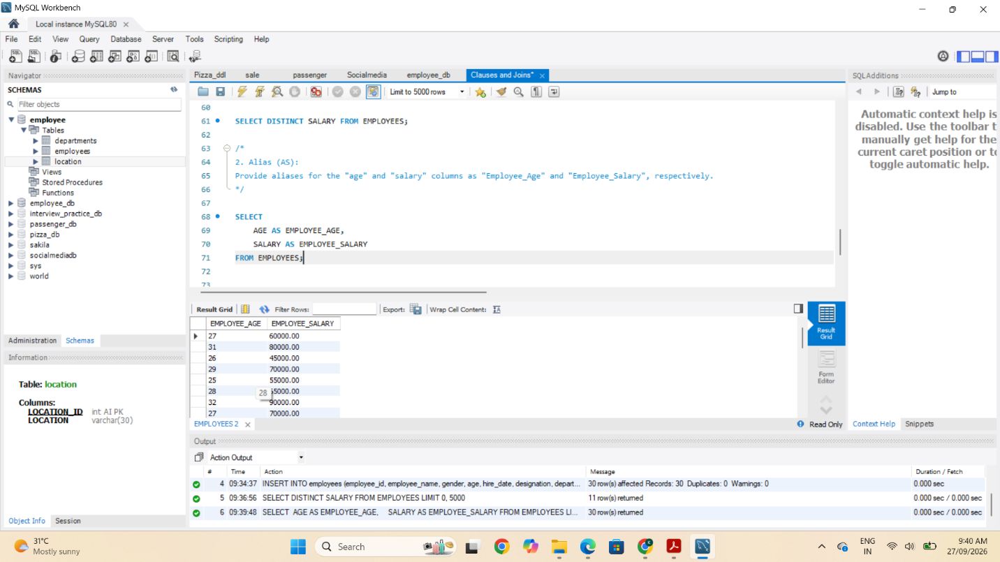 MySQL Workbench
Local instance MySQL80
File Edit View Query Database Server Tools Scripting Help
Navigator
SCHEMAS
Filter objects
employee
Tables
departments
employees
location
Views
Stored Procedures
Functions
employee_db
interview_practice_db
passenger_db
pizza_db
sakila
socialmediadb
sys
world
Administration Schemas
Information
Table: location
Columns:
LOCATION_ID int AI PK
LOCATION varchar(30)
Object Info Session
Pizza_ddl sale passenger Socialmedia employee_db Clauses and Joins*
Limit to 5000 rows
60
61 SELECT DISTINCT SALARY FROM EMPLOYEES;
62
63 /*
64 2. Alias (AS):
65 Provide aliases for the "age" and "salary" columns as "Employee_Age" and "Employee_Salary", respectively.
66 */
67
68 SELECT
69 AGE AS EMPLOYEE_AGE,
70 SALARY AS EMPLOYEE_SALARY
71 FROM EMPLOYEES;
72
73
Result Grid Filter Rows: Export: Wrap Cell Content:
EMPLOYEE_AGE EMPLOYEE_SALARY
27 60000.00
31 80000.00
26 45000.00
29 70000.00
25 55000.00
28 28
32 90000.00
27 70000.00
Result Grid
Form Editor
EMPLOYEES 2 Read Only
Output
Action Output
# Time Action Message Duration / Fetch
4 09:34:37 INSERT INTO employees (employee_id, employee_name, gender, age, hire_date, designation, depart... 30 row(s) affected Records: 30 Duplicates: 0 Warnings: 0 0.000 sec
5 09:36:56 SELECT DISTINCT SALARY FROM EMPLOYEES LIMIT 0, 5000 11 row(s) returned 0.000 sec / 0.000 sec
6 09:39:48 SELECT AGE AS EMPLOYEE_AGE, SALARY AS EMPLOYEE_SALARY FROM EMPLOYEES LI... 30 row(s) returned 0.000 sec / 0.000 sec
SQLAdditions
Jump to
Automatic context help is
disabled. Use the toolbar t
manually get help for the
current caret position or to
toggle automatic help.
Context Help Snippets
31°C
Mostly sunny
Search
ENG
IN
9:40 AM
27/09/2026